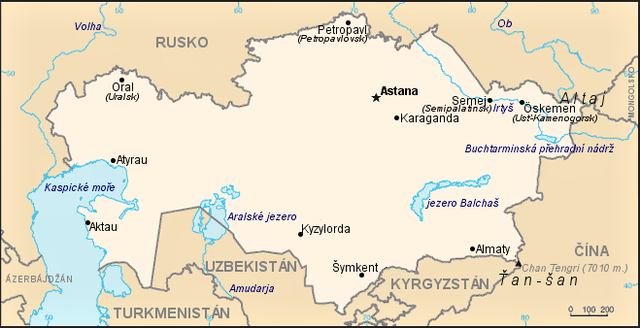 Petropavl
(Petropavlovsk)
Ob
Volha
RUSKO
MONGOLSKO
Oral
(Uralsk)
Astana
Altaj
Semej
(Semipalatinsk)
Irtyš
Öskemen
(Ust-Kamenogorsk)
Karaganda
Buchtarminská přehradní nádrž
Atyrau
Kaspické moře
jezero Balchaš
Aralské jezero
Aktau
Kyzylorda
Almaty
ČÍNA
UZBEKISTÁN
Šymkent
Chan Tengri (7010 m.)
ÁZERBÁJDŽÁN
KYRGYZSTÁN
Ťan-šan
Amudarja
TURKMENISTÁN
0 100 200